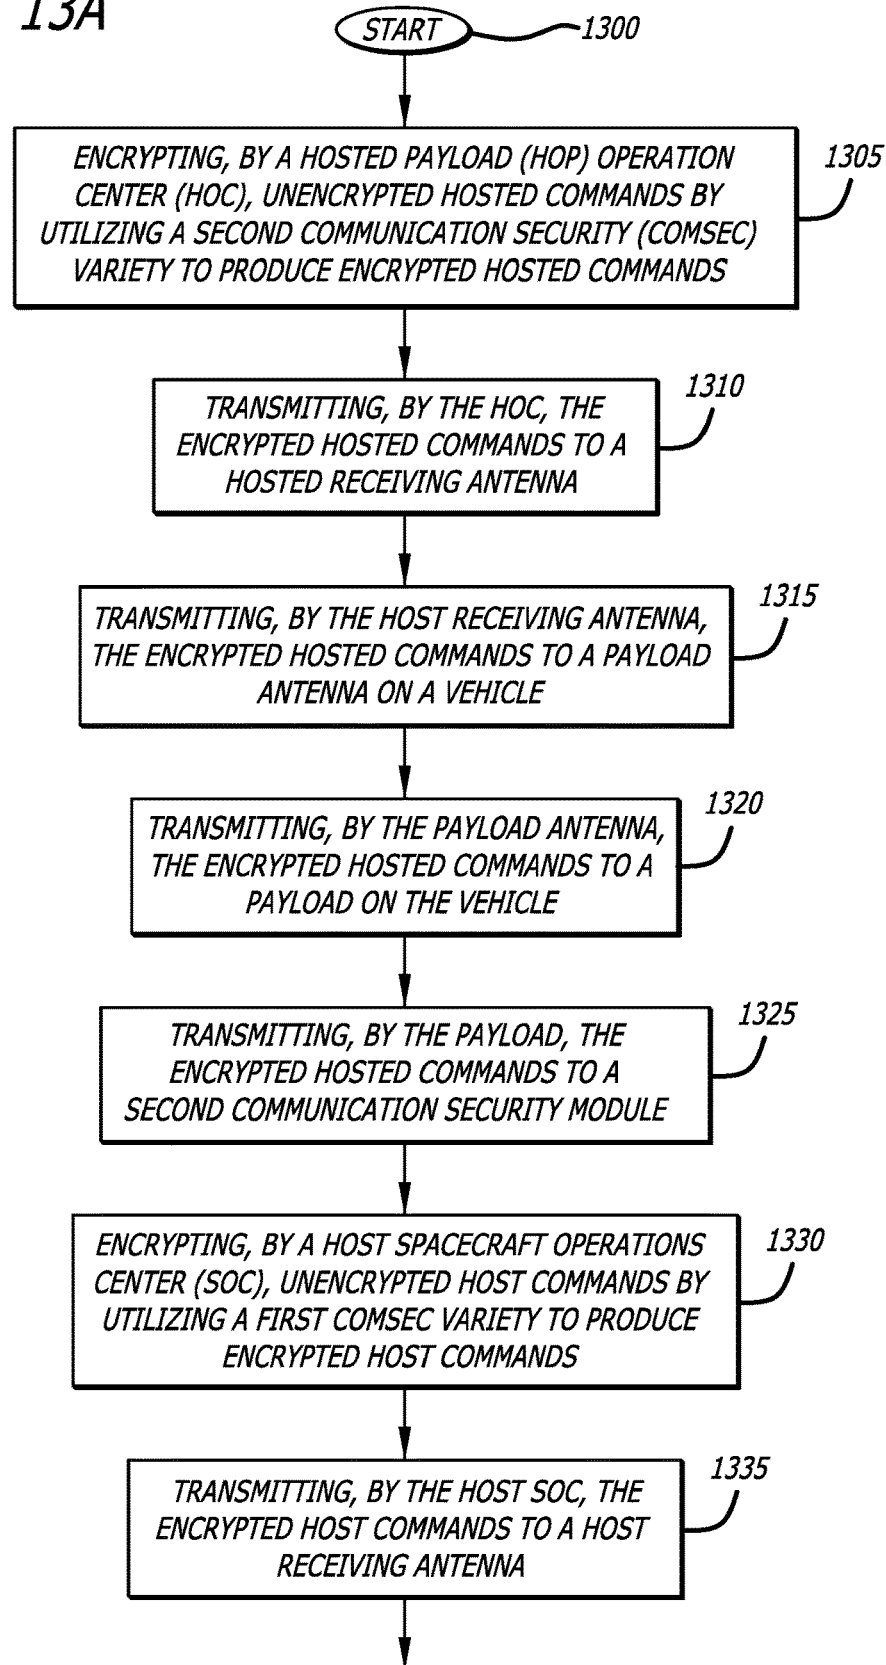 13A
START
1300
ENCRYPTING, BY A HOSTED PAYLOAD (HOP) OPERATION
CENTER (HOC), UNENCRYPTED HOSTED COMMANDS BY
UTILIZING A SECOND COMMUNICATION SECURITY (COMSEC)
VARIETY TO PRODUCE ENCRYPTED HOSTED COMMANDS
1305
TRANSMITTING, BY THE HOC, THE
ENCRYPTED HOSTED COMMANDS TO A
HOSTED RECEIVING ANTENNA
1310
TRANSMITTING, BY THE HOST RECEIVING ANTENNA,
THE ENCRYPTED HOSTED COMMANDS TO A PAYLOAD
ANTENNA ON A VEHICLE
1315
TRANSMITTING, BY THE PAYLOAD ANTENNA,
THE ENCRYPTED HOSTED COMMANDS TO A
PAYLOAD ON THE VEHICLE
1320
TRANSMITTING, BY THE PAYLOAD, THE
ENCRYPTED HOSTED COMMANDS TO A
SECOND COMMUNICATION SECURITY MODULE
1325
ENCRYPTING, BY A HOST SPACECRAFT OPERATIONS
CENTER (SOC), UNENCRYPTED HOST COMMANDS BY
UTILIZING A FIRST COMSEC VARIETY TO PRODUCE
ENCRYPTED HOST COMMANDS
1330
TRANSMITTING, BY THE HOST SOC, THE
ENCRYPTED HOST COMMANDS TO A HOST
RECEIVING ANTENNA
1335